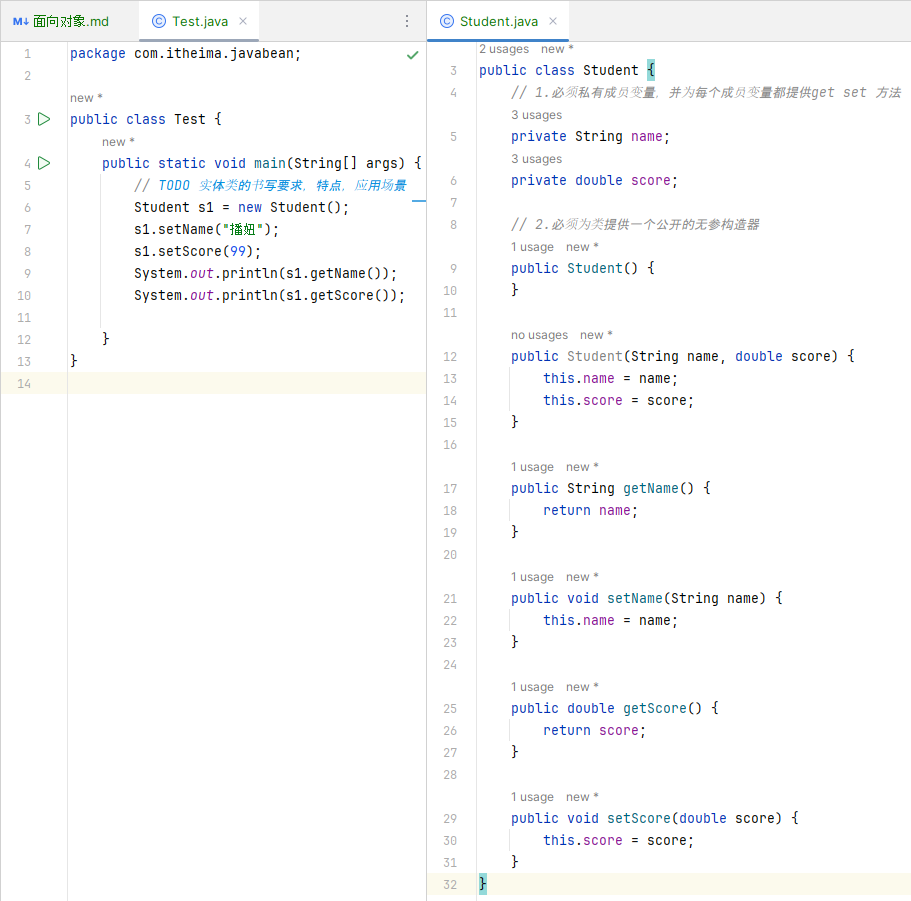 M↓ 面向对象.md
Test.java
package com.itheima.javabean;
new *
public class Test {
new *
public static void main(String[] args) {
// TODO 实体类的书写要求，特点，应用场景
Student s1 = new Student();
s1.setName("播妞");
s1.setScore(99);
System.out.println(s1.getName());
System.out.println(s1.getScore());
}
}
1
2
3
4
5
6
7
8
9
10
11
12
13
14
Student.java
2 usages new *
3 public class Student {
4 // 1.必须私有成员变量，并为每个成员变量都提供get set 方法
3 usages
5 private String name;
3 usages
6 private double score;
7
8 // 2.必须为类提供一个公开的无参构造器
1 usage new *
9 public Student() {
10 }
11
no usages new *
12 public Student(String name, double score) {
13 this.name = name;
14 this.score = score;
15 }
16
1 usage new *
17 public String getName() {
18 return name;
19 }
20
1 usage new *
21 public void setName(String name) {
22 this.name = name;
23 }
24
1 usage new *
25 public double getScore() {
26 return score;
27 }
28
1 usage new *
29 public void setScore(double score) {
30 this.score = score;
31 }
32 }